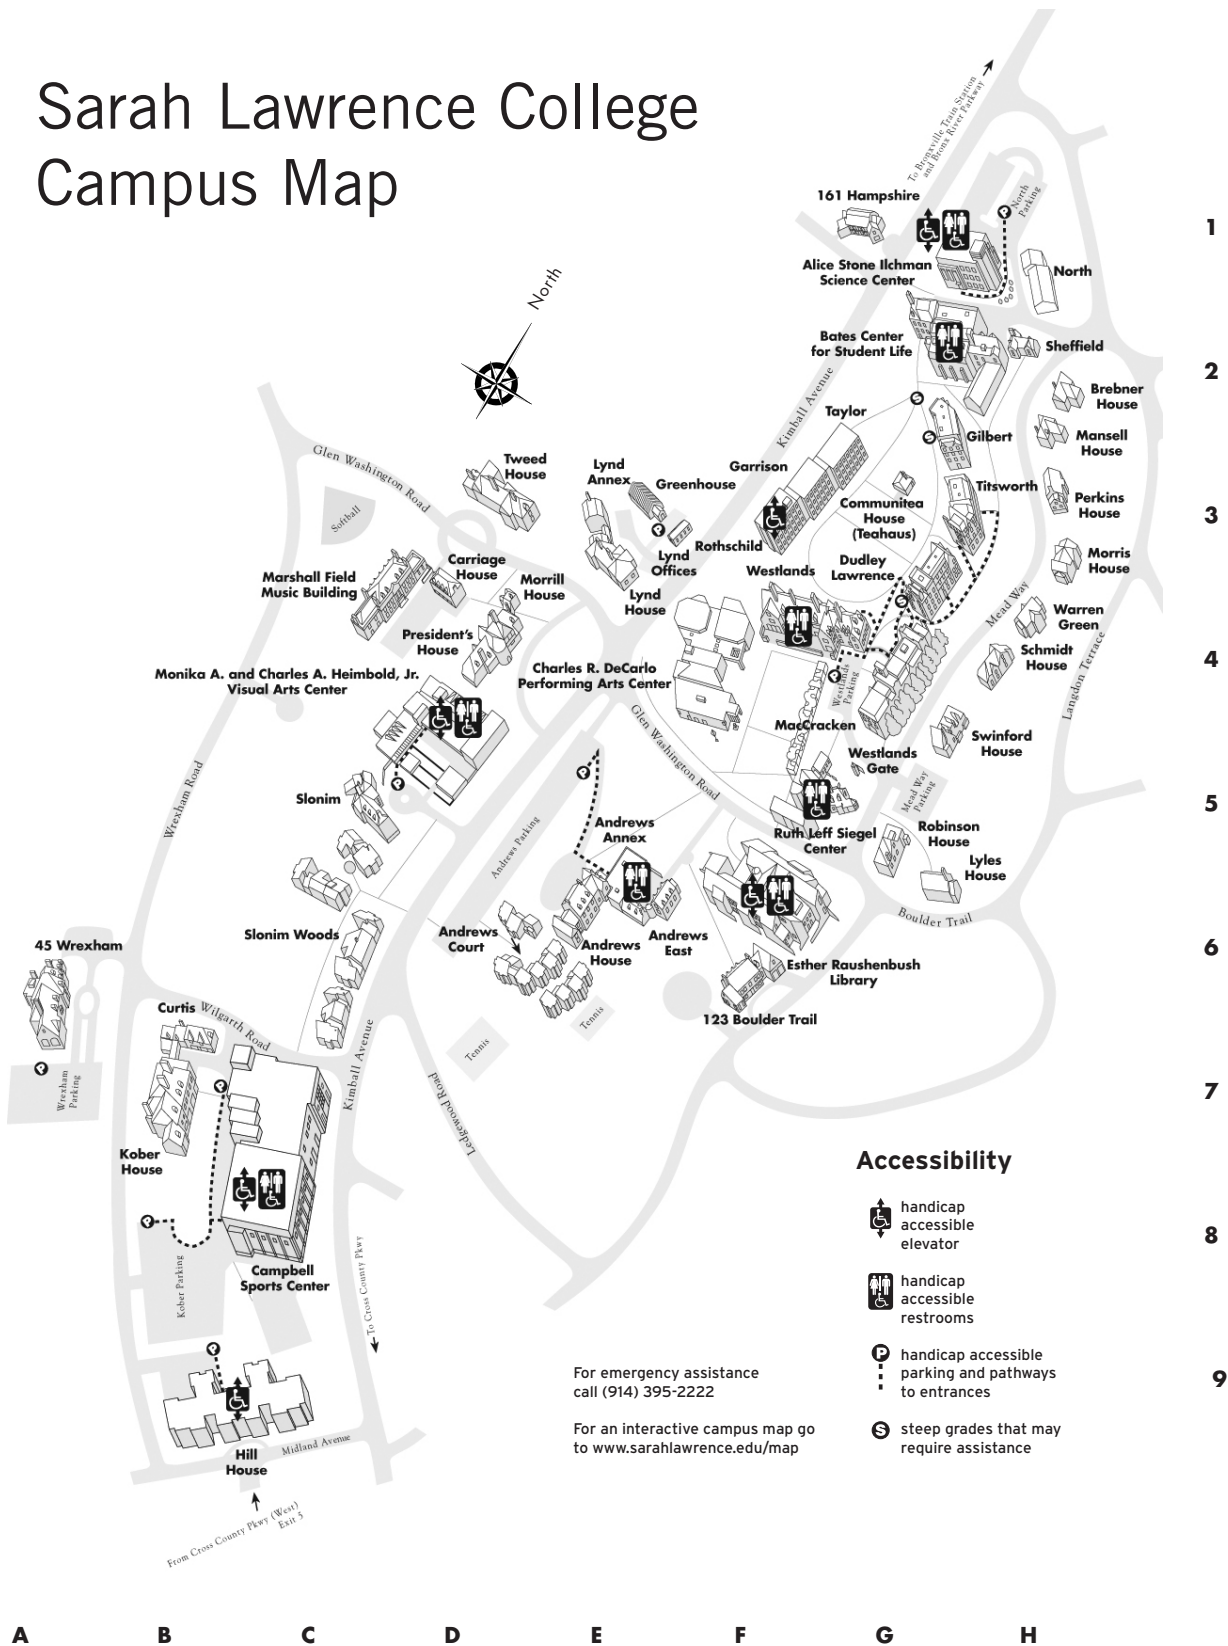 Sarah Lawrence College
Campus Map
To Bronxville Train Station
and Bronx River Parkway)
North
Parking
161 Hampshire
1
Alice Stone Ilchman
Science Center
North
North
Bates Center
for Student Life
Sheffield
2
Brebner
House
Kimball Avenue
Taylor
Gilbert
Mansell
House
Glen Washington Road
Tweed
House
Lynd
Annex
Greenhouse
Garrison
Titsworth
Perkins
House
Softball
Communitea
House
(Teahaus)
3
Rothschild
Lynd
Offices
Carriage
House
Marshall Field
Music Building
Morrill
House
Westlands
Dudley
Lawrence
Morris
House
Lynd
House
Mead Way
Warren
Green
President's
House
Schmidt
House
4
Monika A. and Charles A. Heimbold, Jr.
Visual Arts Center
Charles R. DeCarlo
Performing Arts Center
Westlands
Parking
Langdon Terrace
Glen Washington Road
MacCracken
Swinford
House
Westlands
Gate
Wrexham Road
Slonim
Mead Way
Parking
5
Andrews Parking
Andrews
Annex
Ruth Leff Siegel
Center
Robinson
House
Lyles
House
Boulder Trail
45 Wrexham
Slonim Woods
Andrews
Court
Andrews
House
Andrews
East
6
Esther Raushenbush
Library
Curtis
Wilgarth Road
123 Boulder Trail
Tennis
Tennis
Kimball Avenue
Wrexham
Parking
Ledgewood Road
7
Kober
House
Accessibility
P
handicap
accessible
elevator
8
Kober Parking
Campbell
Sports Center
To Cross County Pkwy
handicap
accessible
restrooms
P
handicap accessible
parking and pathways
to entrances
For emergency assistance
call (914) 395-2222
9
For an interactive campus map go
to www.sarahlawrence.edu/map
S
steep grades that may
require assistance
Hill
House
Midland Avenue
From Cross County Pkwy (West)
Exit 5
A B C D E F G H